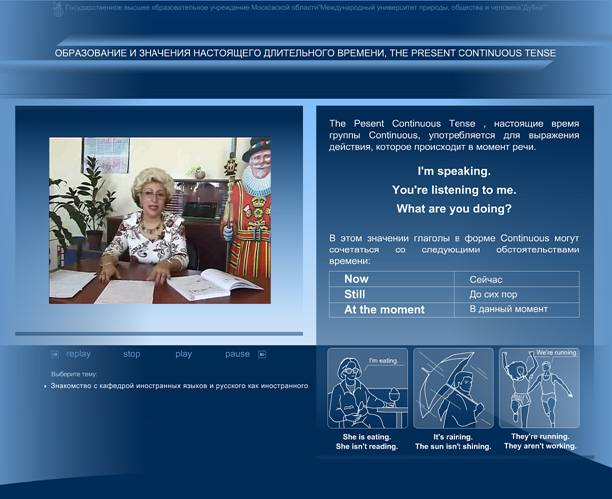 Государственное высшее образовательное учреждение Московской области"Международный университет природы, общества и человека"Дубна"
ОБРАЗОВАНИЕ И ЗНАЧЕНИЯ НАСТОЯЩЕГО ДЛИТЕЛЬНОГО ВРЕМЕНИ, THE PRESENT CONTINUOUS TENSE
The Pesent Continuous Tense , настоящие время
группы Continuous, употребляется для выражения
действия, которое происходит в момент речи.
I'm speaking.
You're listening to me.
What are you doing?
В этом значении глаголы в форме Continuous могут
сочетаться со следующими обстоятельствами
времени:
Now Сейчас
Still До сих пор
At the moment В данный момент
replay stop play pause
Выберите тему:
Знакомство с кафедрой иностранных языков и русского как иностранного
I'm eating.
We're running
She is eating.
She isn't reading.
It's raining.
The sun isn't shining.
They're running.
They aren't working.